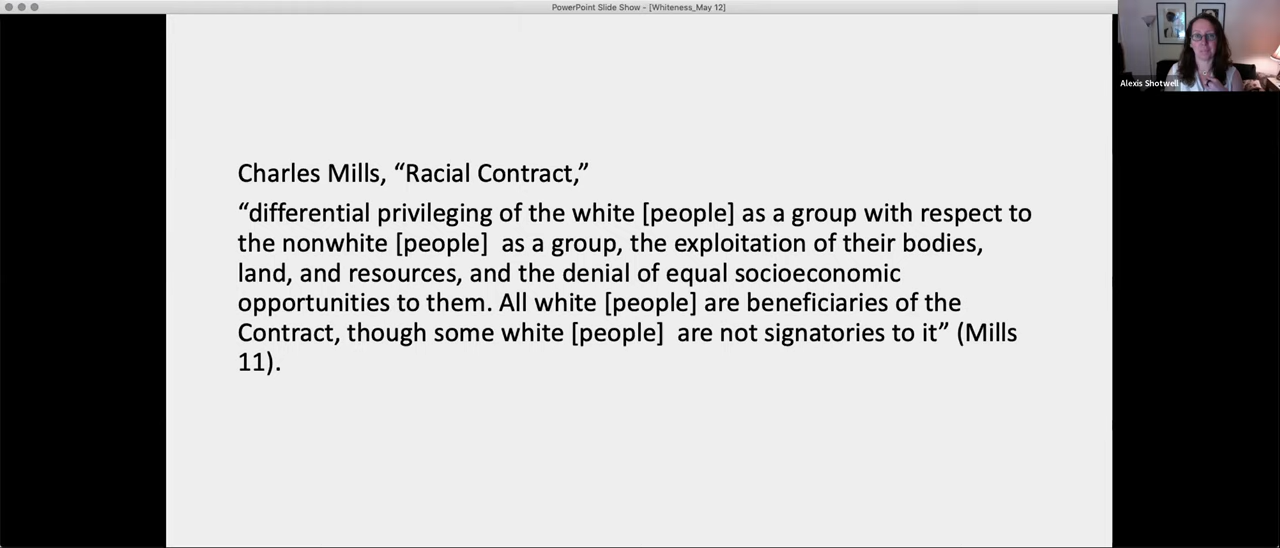 PowerPoint Slide Show - [Whiteness_May 12]
Alexis Shotwell
Charles Mills, “Racial Contract,”
“differential privileging of the white [people] as a group with respect to
the nonwhite [people]  as a group, the exploitation of their bodies,
land, and resources, and the denial of equal socioeconomic
opportunities to them. All white [people] are beneficiaries of the
Contract, though some white [people]  are not signatories to it” (Mills
11).